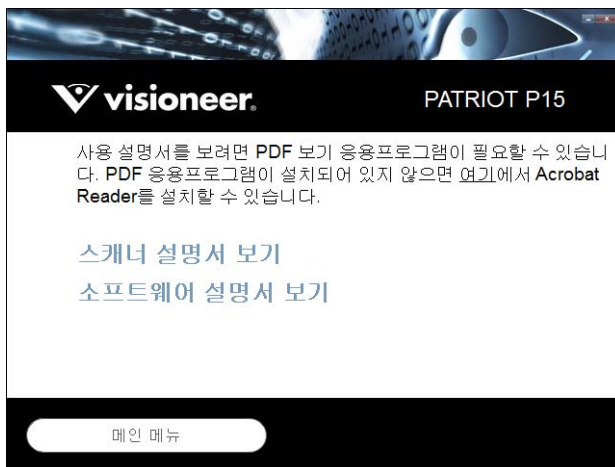 visioneer.
PATRIOT P15
사용 설명서를 보려면 PDF 보기 응용프로그램이 필요할 수 있습니
다. PDF 응용프로그램이 설치되어 있지 않으면 여기에서 Acrobat
Reader를 설치할 수 있습니다.
스캐너 설명서 보기
소프트웨어 설명서 보기
메인 메뉴